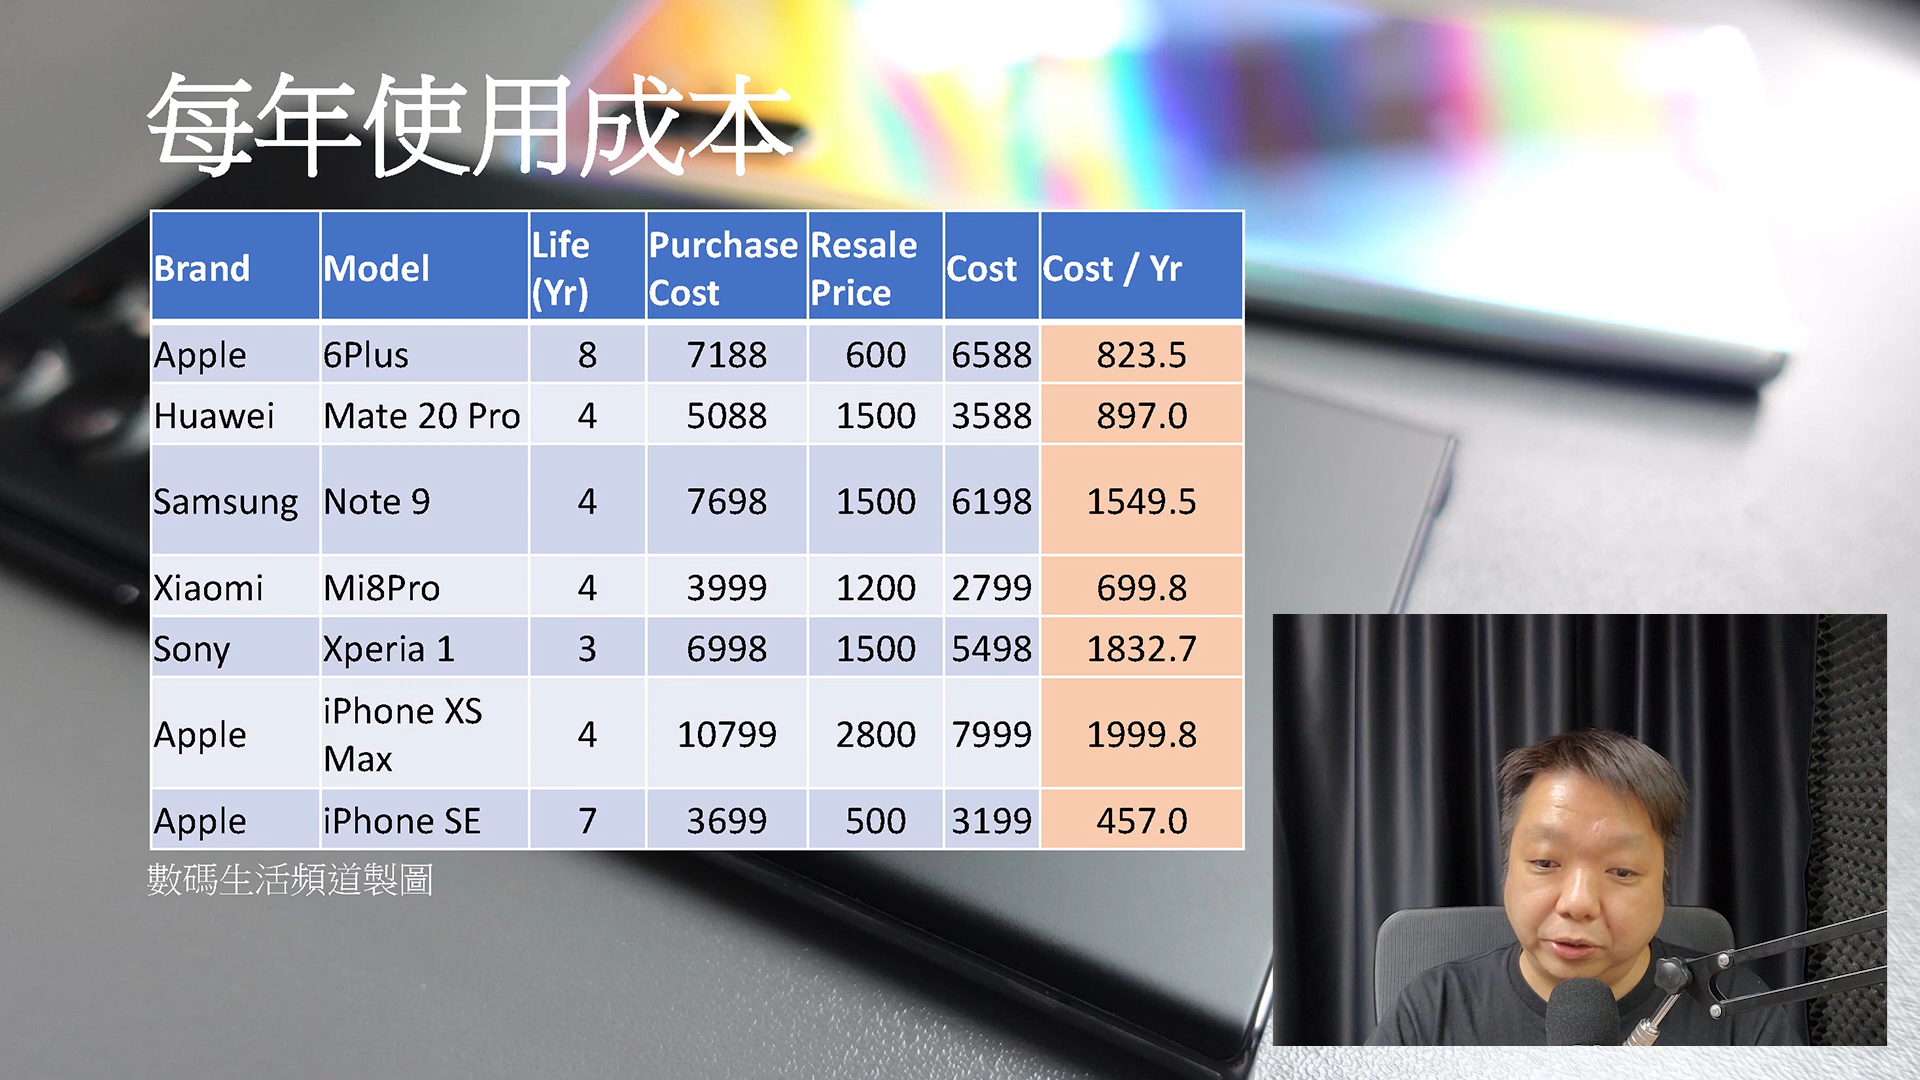 每年使用成本
Brand Model Life (Yr) Purchase Cost Resale Price Cost Cost / Yr
Apple 6Plus 8 7188 600 6588 823.5
Huawei Mate 20 Pro 4 5088 1500 3588 897.0
Samsung Note 9 4 7698 1500 6198 1549.5
Xiaomi Mi8Pro 4 3999 1200 2799 699.8
Sony Xperia 1 3 6998 1500 5498 1832.7
Apple iPhone XS Max 4 10799 2800 7999 1999.8
Apple iPhone SE 7 3699 500 3199 457.0
數碼生活頻道製圖